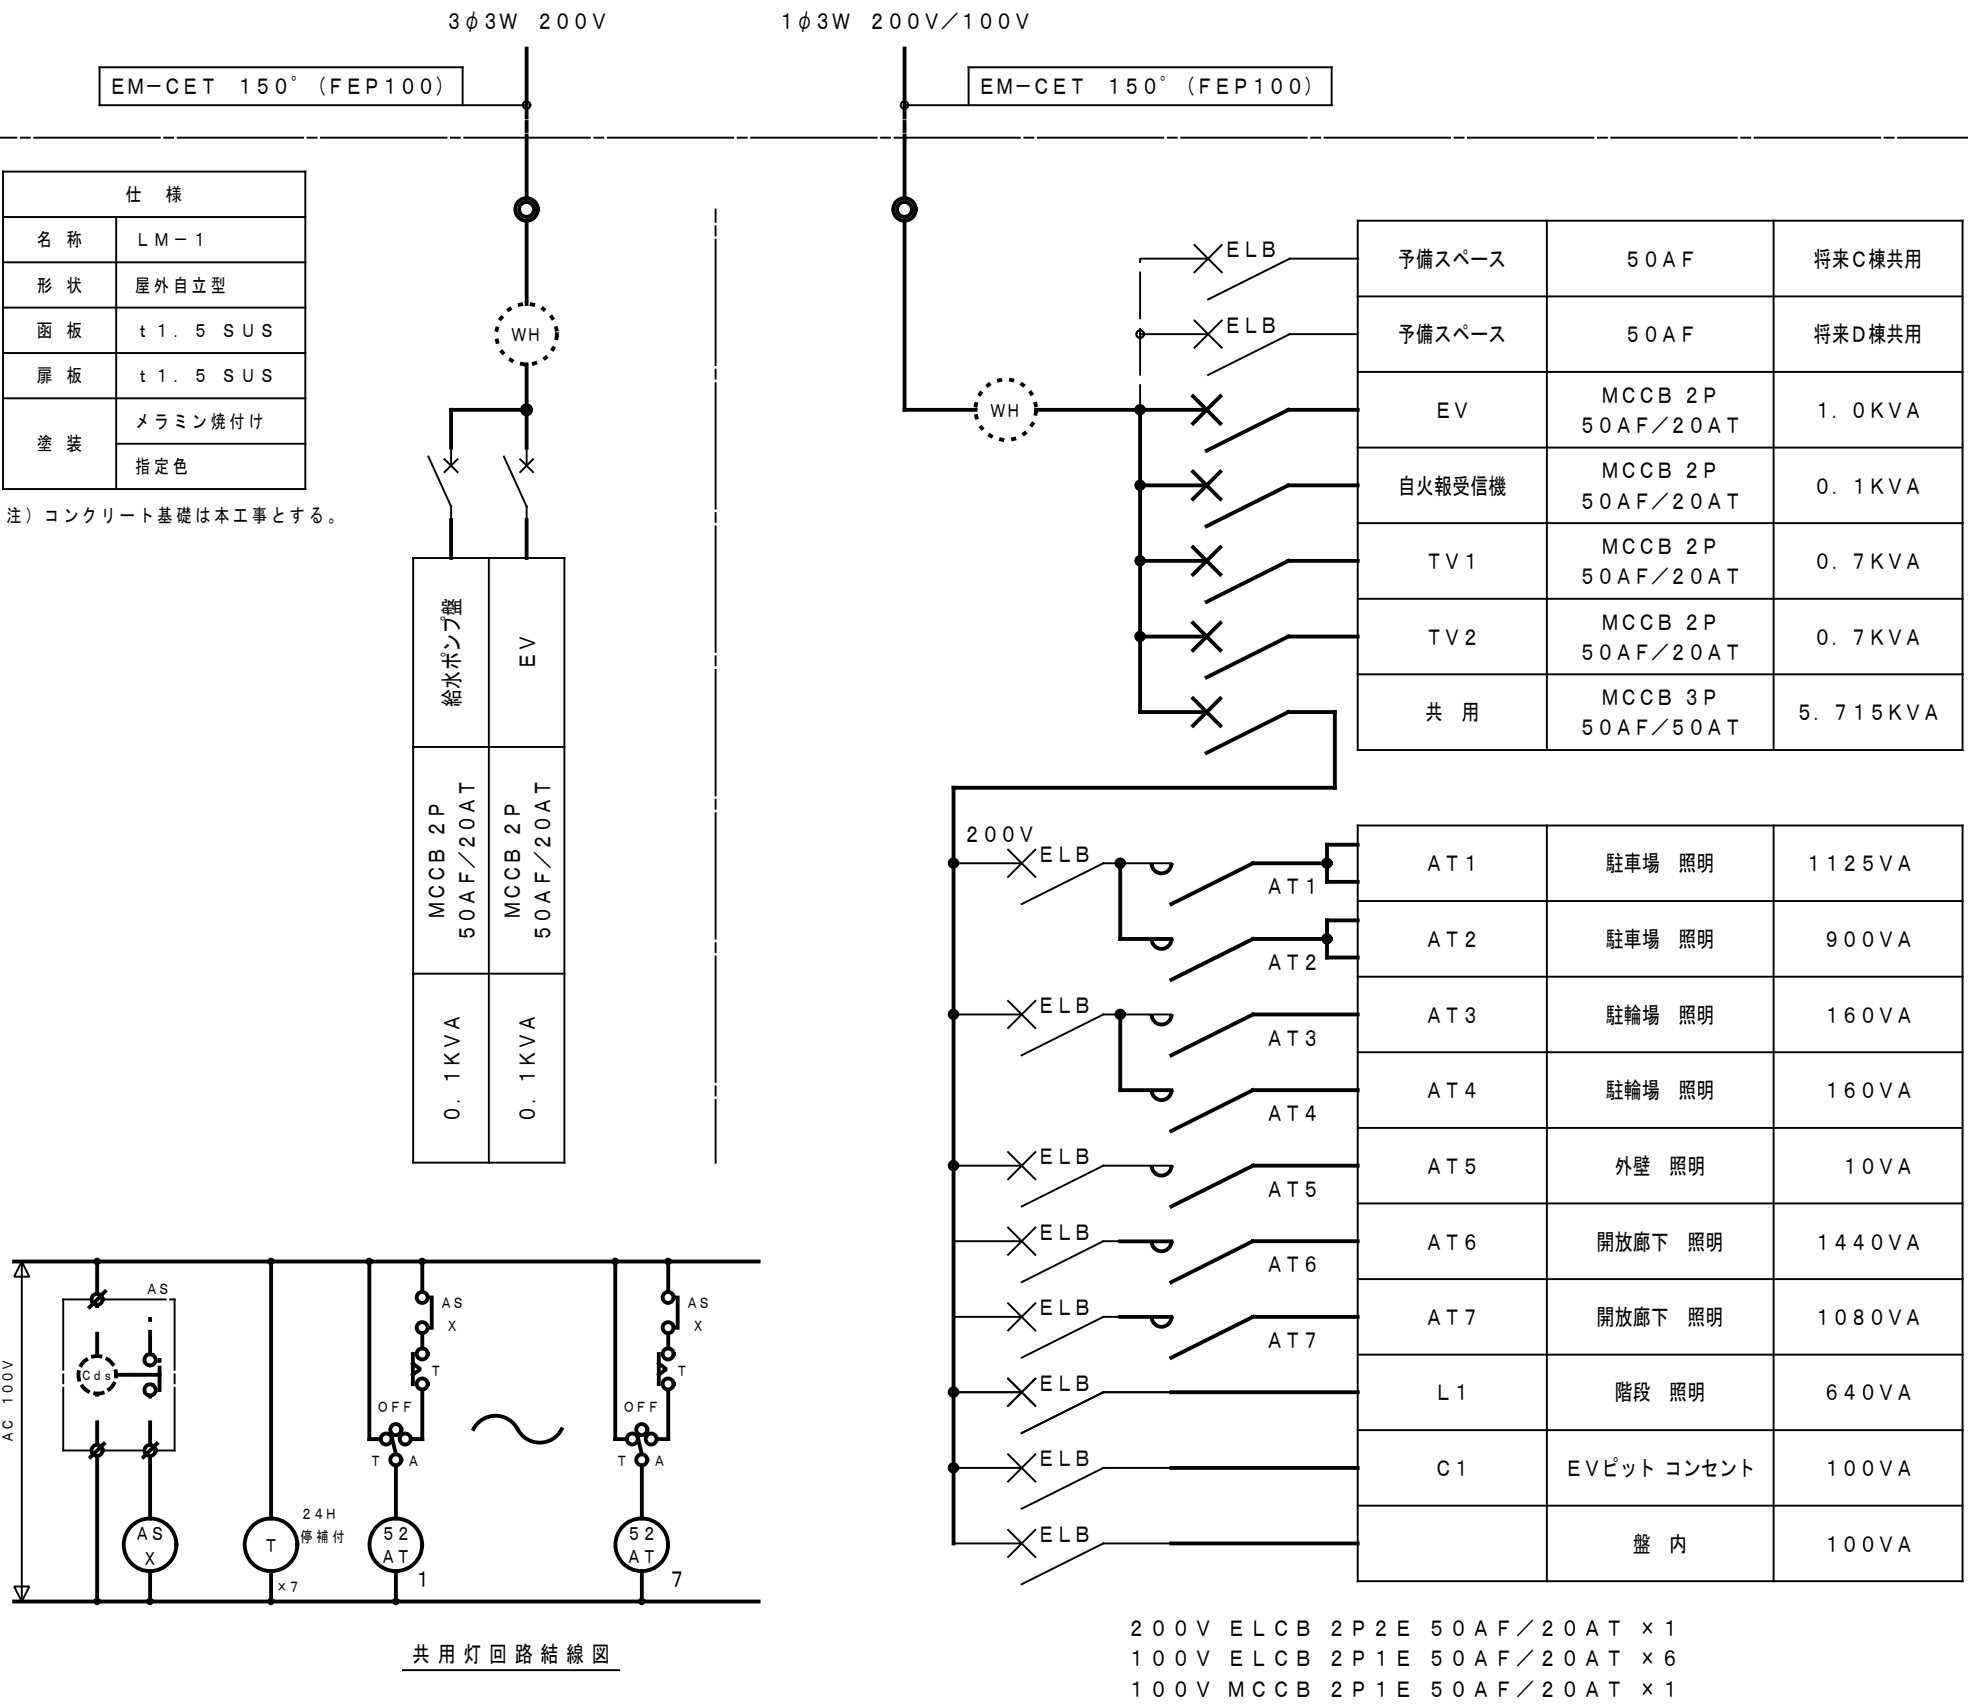 3φ3W 200V
1φ3W 200V／100V
EM－CET 150° (FEP100)
EM－CET 150° (FEP100)
仕 様
名 称 LM－1
形 状 屋外自立型
函 板 t1. 5 SUS
扉 板 t1. 5 SUS
塗 装 メラミン焼付け
指定色
注）コンクリート基礎は本工事とする。
WH
給水ポンプ盤
MCCB 2P
50AF／20AT
0. 1KVA
EV
MCCB 2P
50AF／20AT
0. 1KVA
WH
ELB 予備スペース 50AF 将来C棟共用
ELB 予備スペース 50AF 将来D棟共用
EV MCCB 2P 1. 0KVA
50AF／20AT
自火報受信機 MCCB 2P 0. 1KVA
50AF／20AT
TV1 MCCB 2P 0. 7KVA
50AF／20AT
TV2 MCCB 2P 0. 7KVA
50AF／20AT
共 用 MCCB 3P 5. 715KVA
50AF／50AT
200V
ELB AT1 AT1 駐車場 照明 1125VA
AT2 AT2 駐車場 照明 900VA
ELB AT3 AT3 駐輪場 照明 160VA
AT4 AT4 駐輪場 照明 160VA
ELB AT5 AT5 外壁 照明 10VA
ELB AT6 AT6 開放廊下 照明 1440VA
ELB AT7 AT7 開放廊下 照明 1080VA
ELB L1 階段 照明 640VA
ELB C1 EVピット コンセント 100VA
ELB 盤 内 100VA
200V ELCB 2P2E 50AF／20AT ×1
100V ELCB 2P1E 50AF／20AT ×6
100V MCCB 2P1E 50AF／20AT ×1
AC 100V
AS
Cds
AS
X
T
24H
停補付
×7
AS
X
T
OFF
T A
52
AT
1
AS
X
T
OFF
T A
52
AT
7
共用灯回路結線図